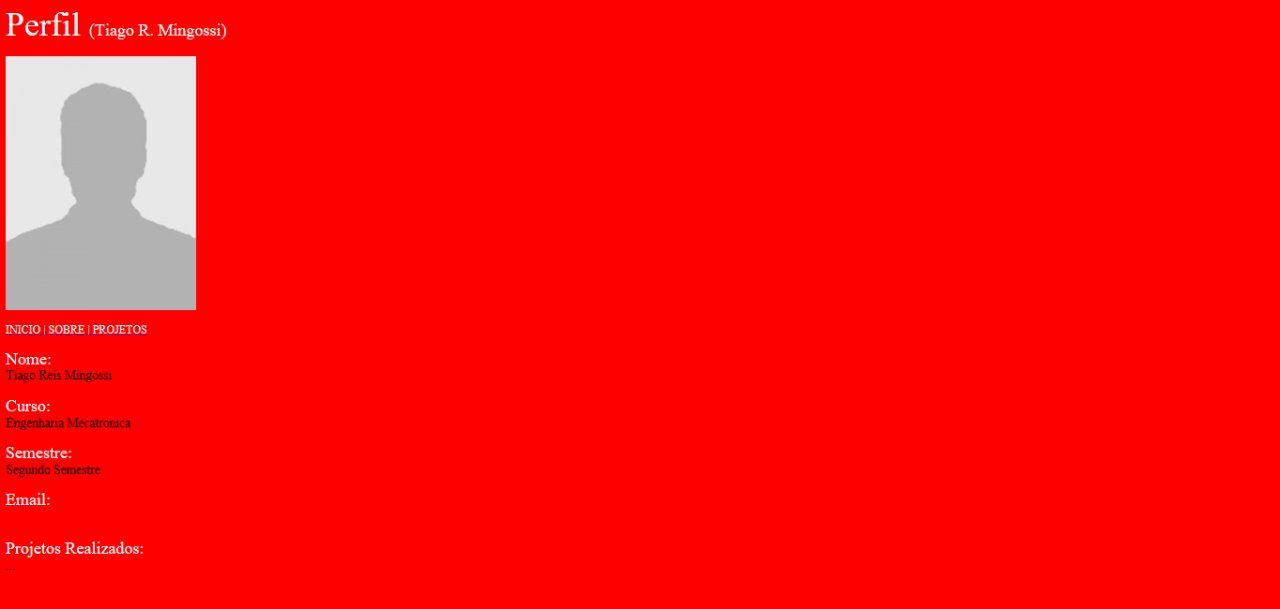 Perfil (Tiago R. Mingossi)
INICIO | SOBRE | PROJETOS
Nome:
Tiago Reis Mingossi
Curso:
Engenharia Mecatronica
Semestre:
Segundo Semestre
Email:
Projetos Realizados:
...